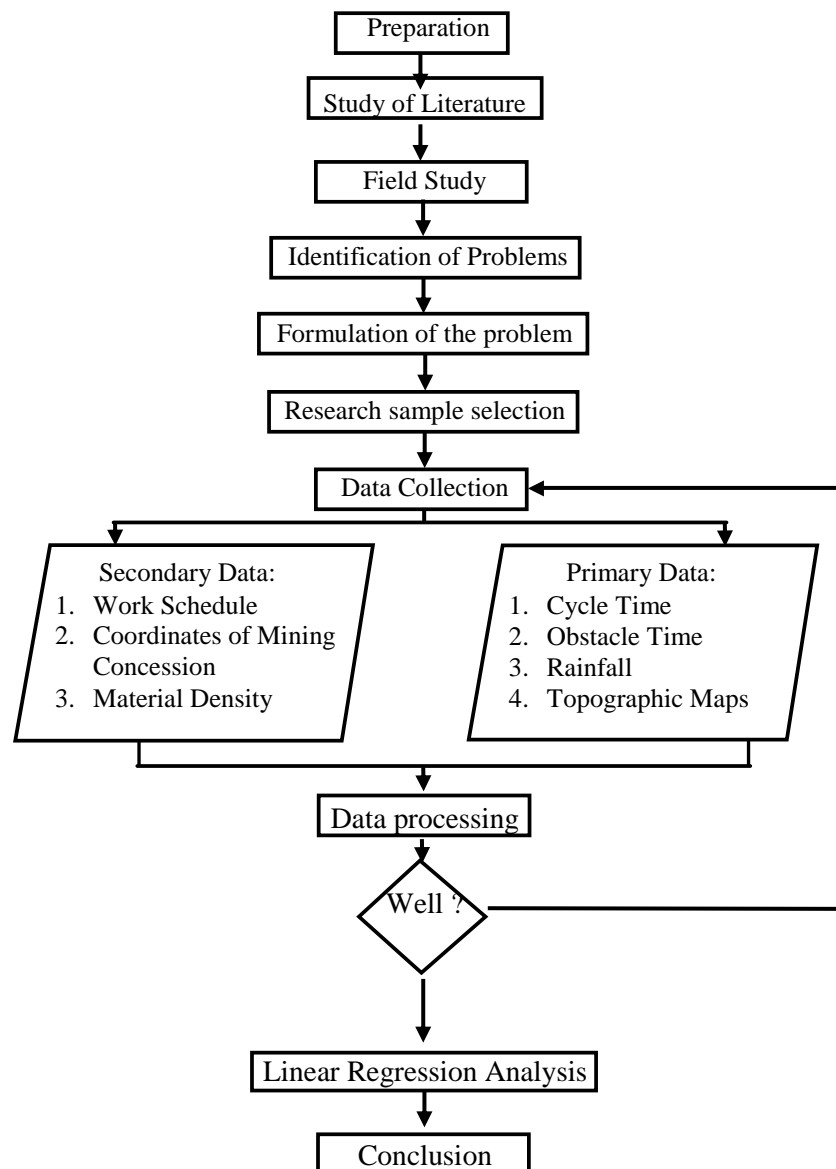 Preparation
Study of Literature
Field Study
Identification of Problems
Formulation of the problem
Research sample selection
Data Collection
Secondary Data:
1. Work Schedule
2. Coordinates of Mining
Concession
3. Material Density
Primary Data:
1. Cycle Time
2. Obstacle Time
3. Rainfall
4. Topographic Maps
Data processing
Well ?
Linear Regression Analysis
Conclusion